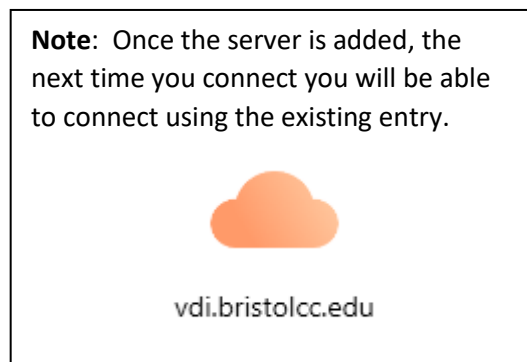 Note:  Once the server is added, the
next time you connect you will be able
to connect using the existing entry.
vdi.bristolcc.edu